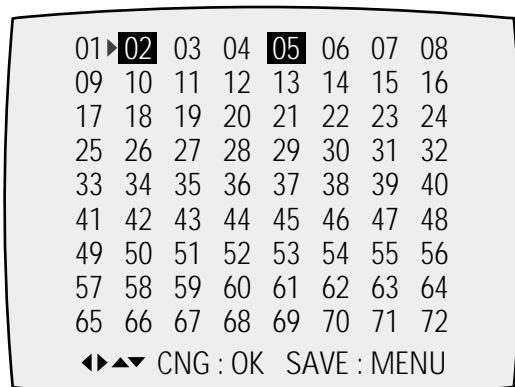 01 ▶02 03 04 05 06 07 08
09 10 11 12 13 14 15 16
17 18 19 20 21 22 23 24
25 26 27 28 29 30 31 32
33 34 35 36 37 38 39 40
41 42 43 44 45 46 47 48
49 50 51 52 53 54 55 56
57 58 59 60 61 62 63 64
65 66 67 68 69 70 71 72
◀▶▲▼ CNG : OK SAVE : MENU